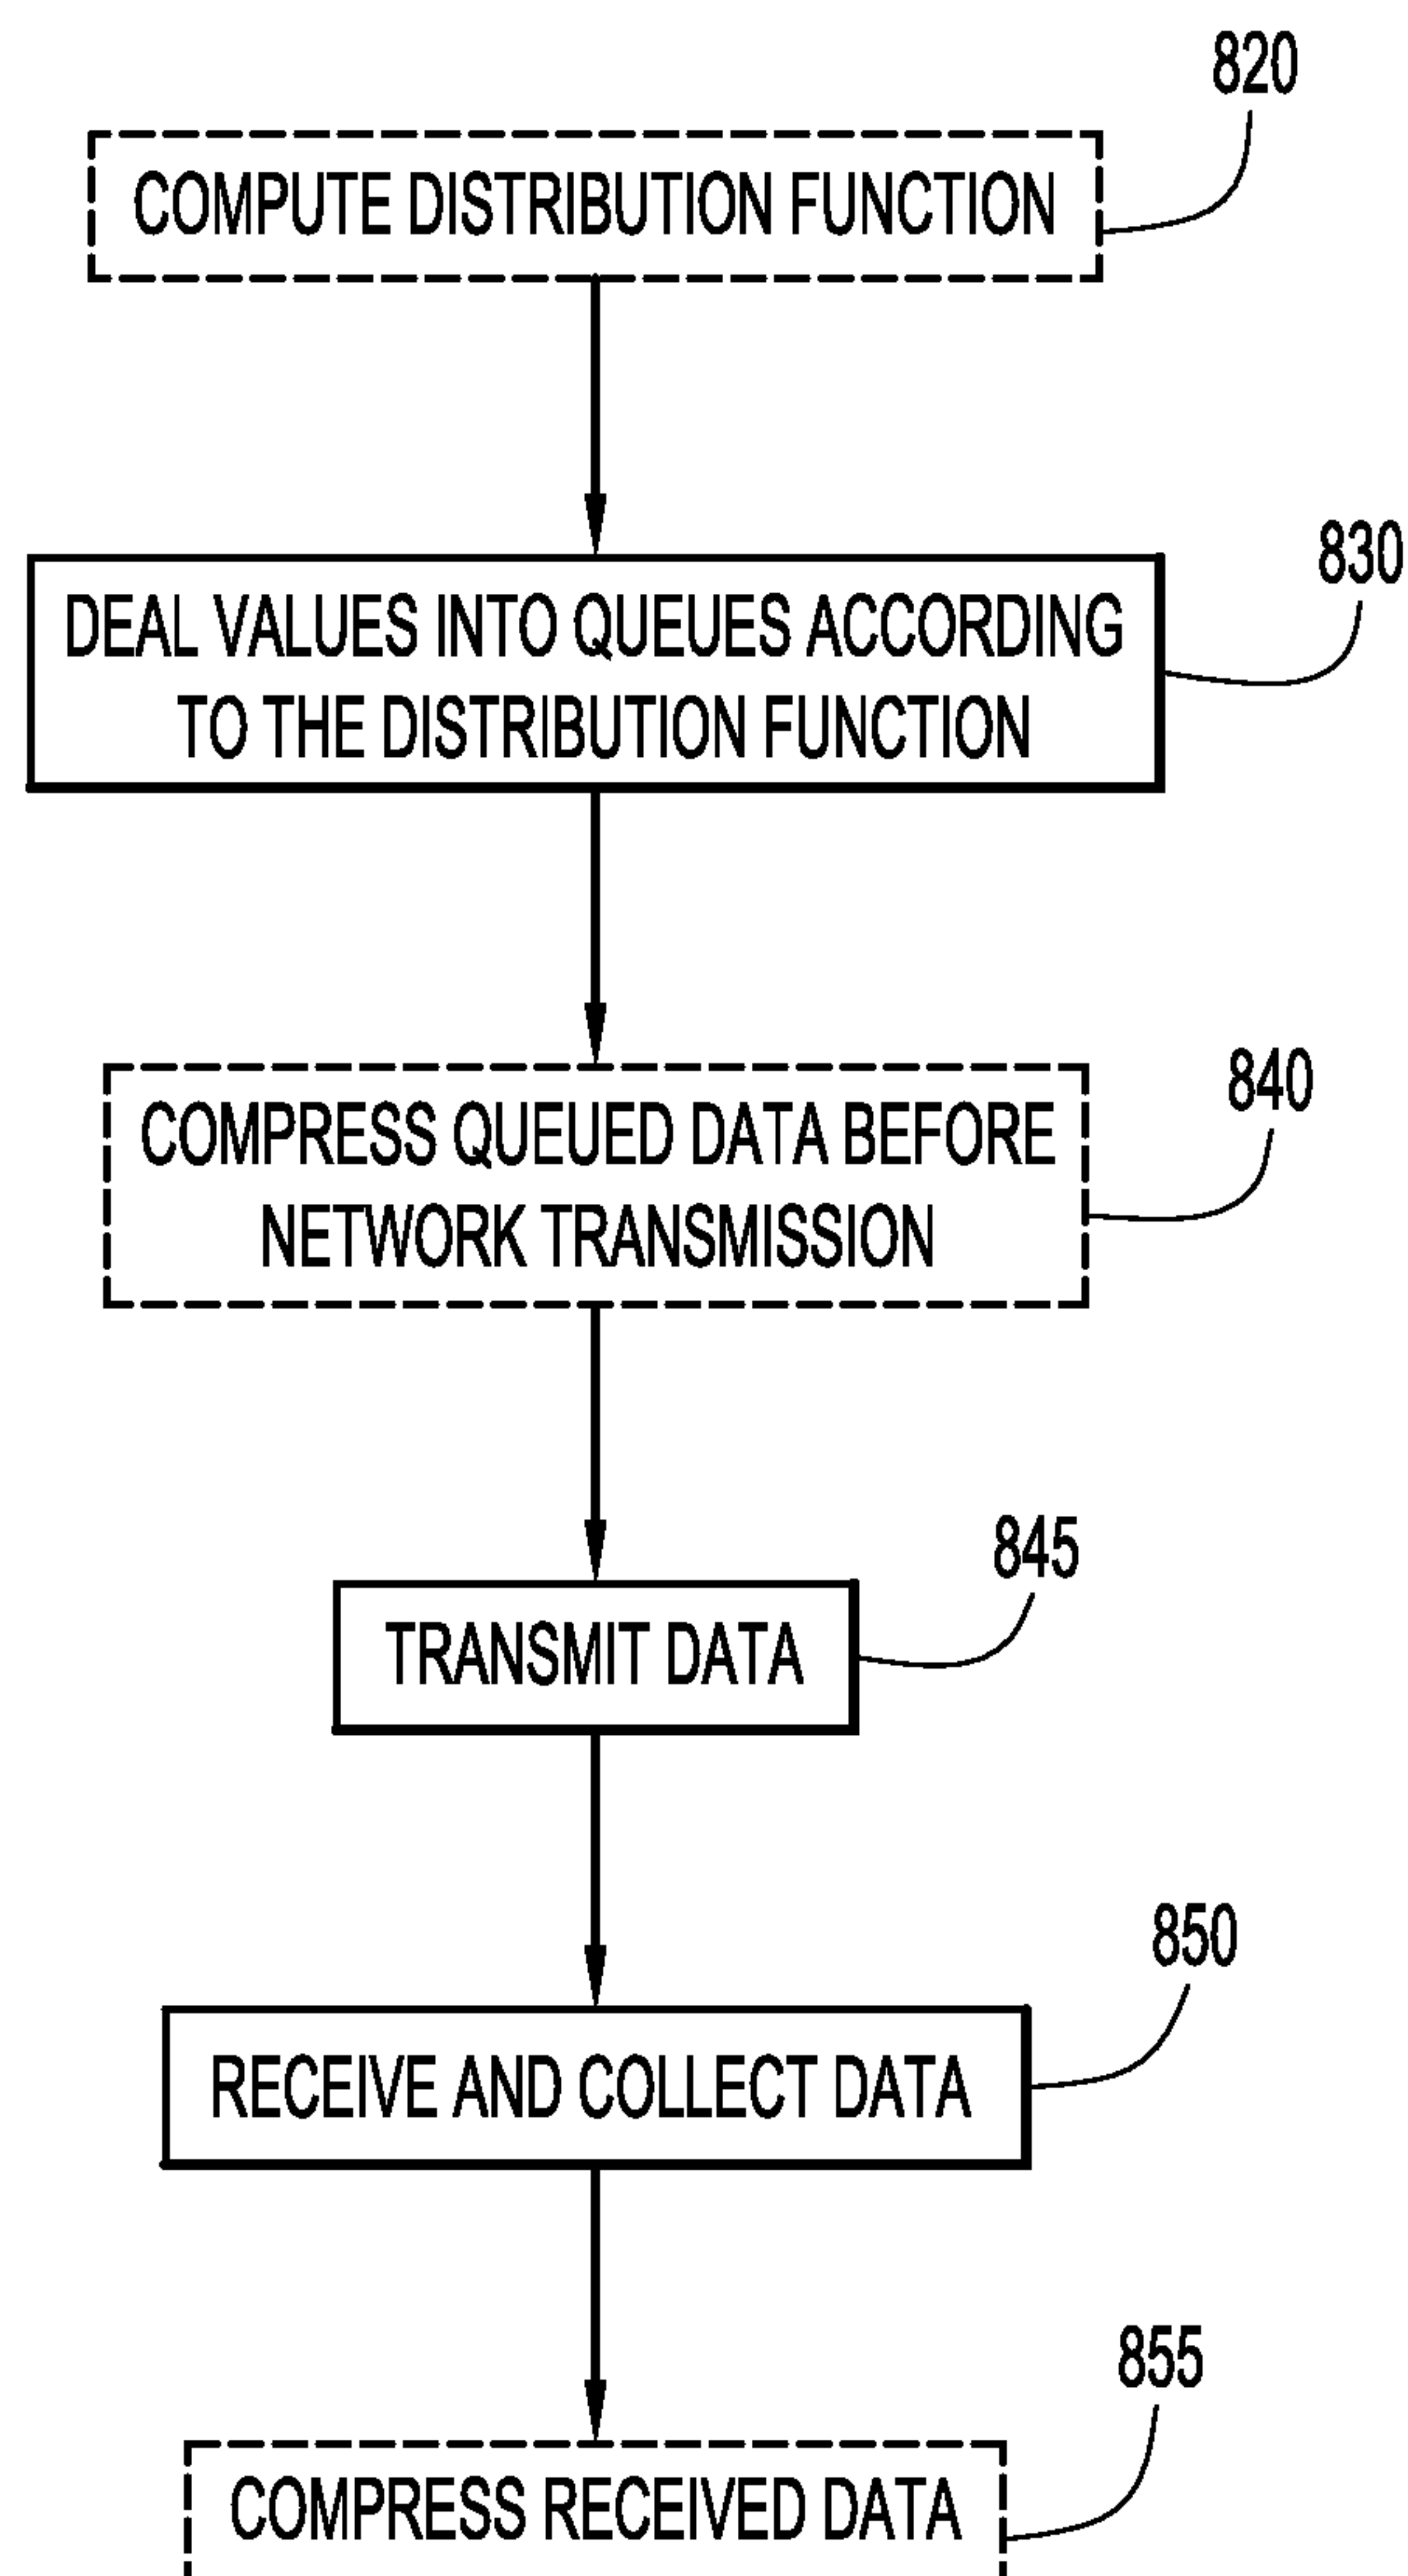 820
COMPUTE DISTRIBUTION FUNCTION
830
DEAL VALUES INTO QUEUES ACCORDING
TO THE DISTRIBUTION FUNCTION
840
COMPRESS QUEUED DATA BEFORE
NETWORK TRANSMISSION
845
TRANSMIT DATA
850
RECEIVE AND COLLECT DATA
855
COMPRESS RECEIVED DATA